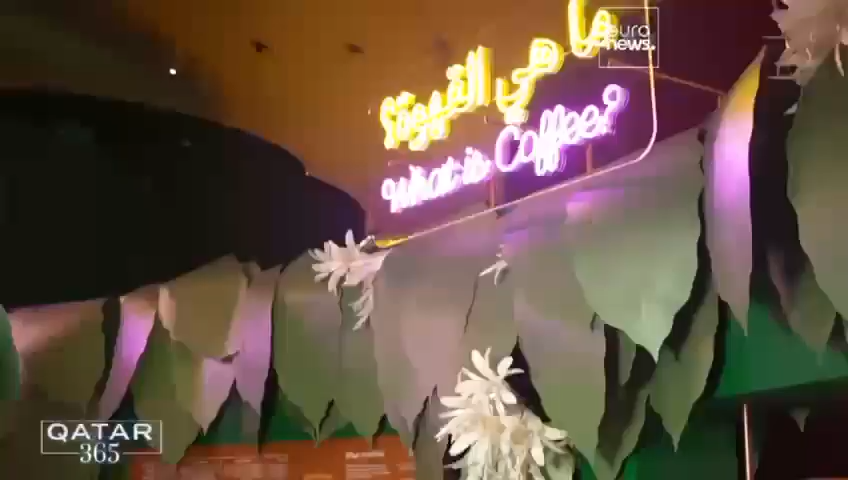 euro
news.
ما هي القهوة؟
What is Coffee?
QATAR
365